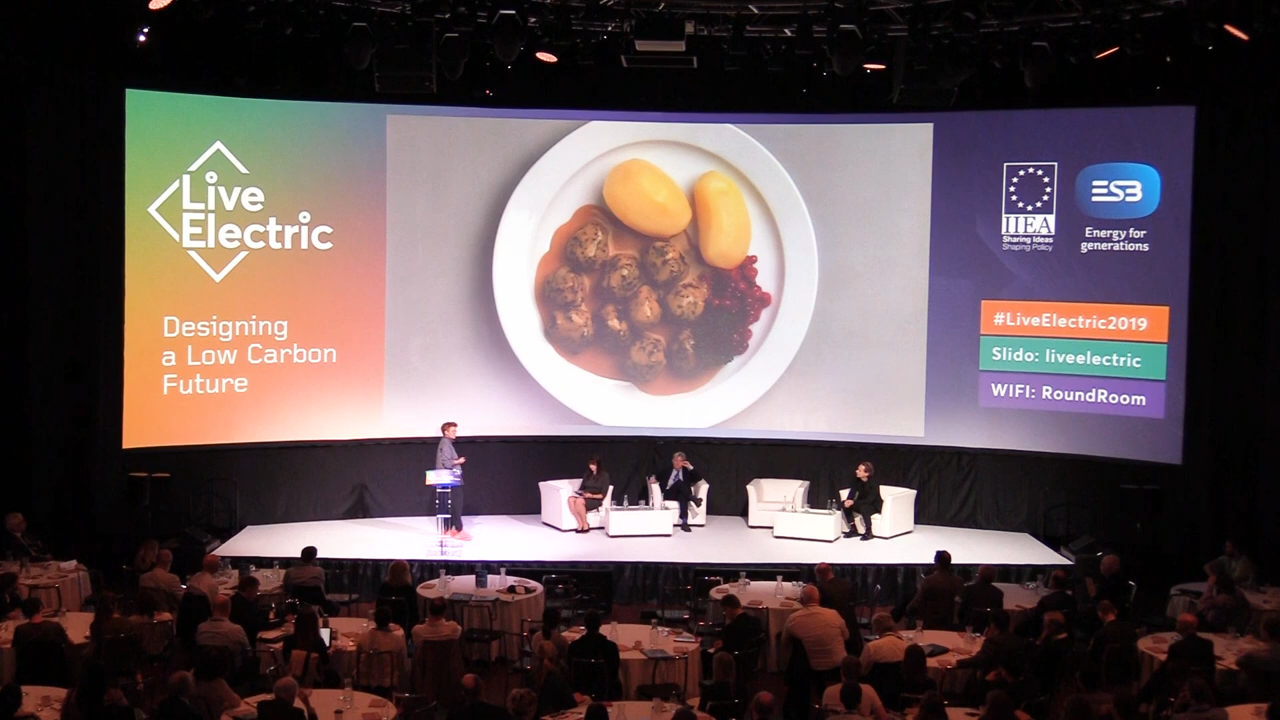 Live
Electric
Designing
a Low Carbon
Future
IIEA
Sharing Ideas
Shaping Policy
ESB
Energy for
generations
#LiveElectric2019
Slido: liveelectric
WIFI: RoundRoom